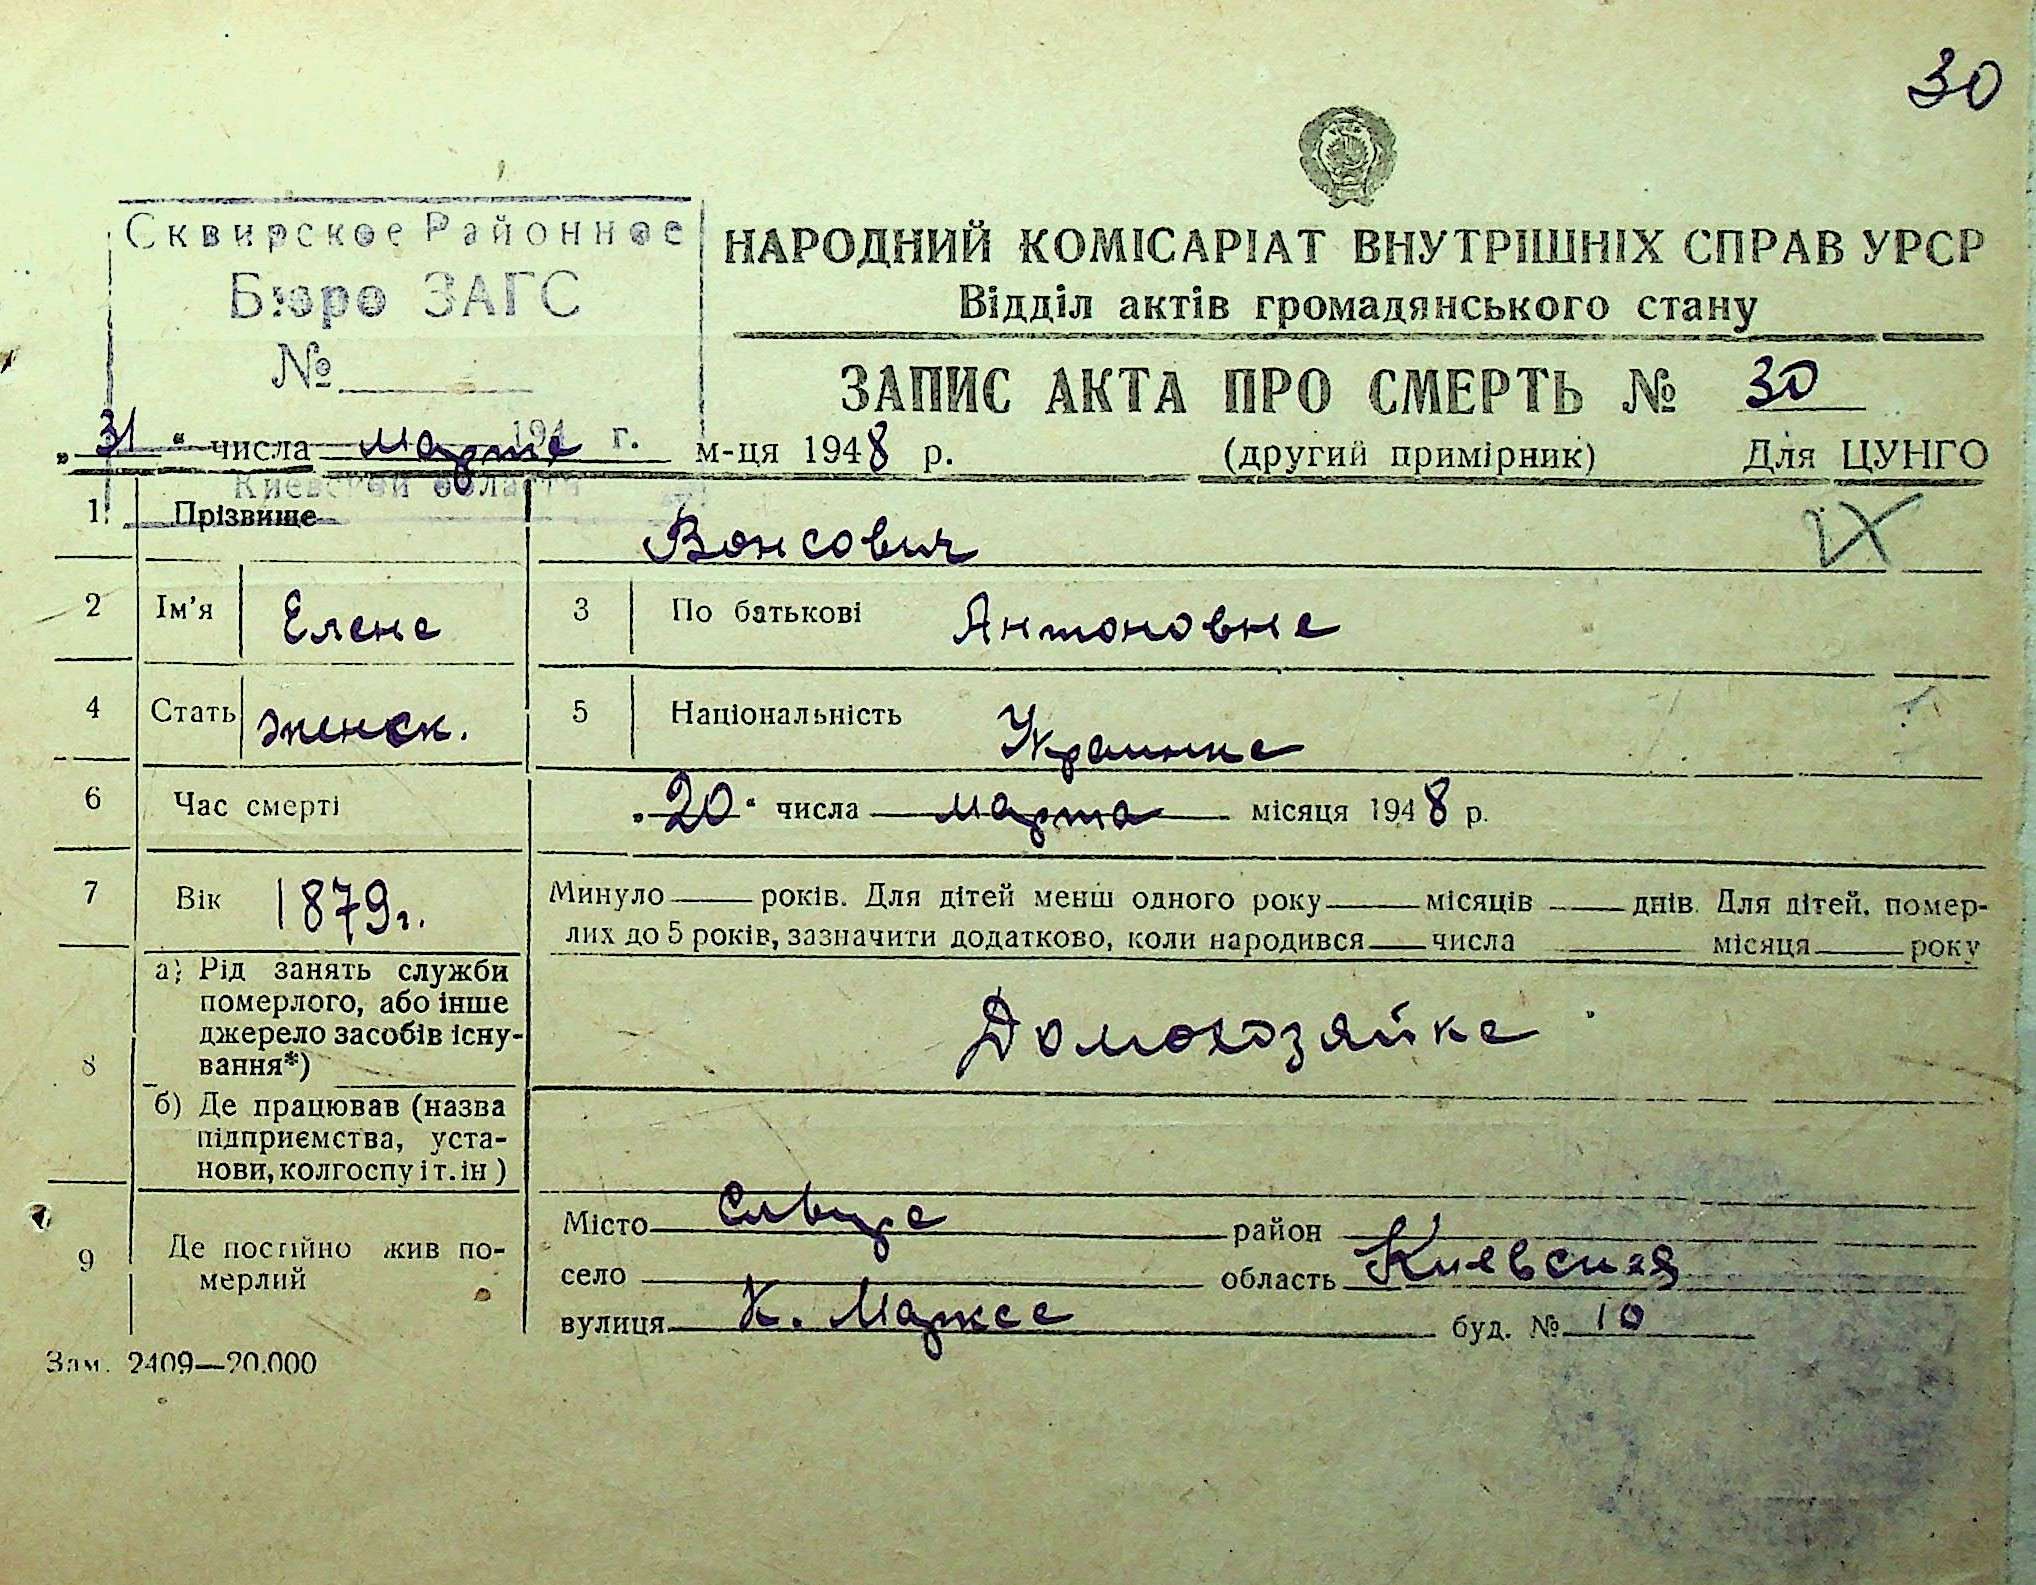 30
Сквирское Районное
Бюро ЗАГС
№
194 г.
Киевской области
НАРОДНИЙ КОМІСАРІАТ ВНУТРІШНІХ СПРАВ УРСР
Відділ актів громадянського стану
ЗАПИС АКТА ПРО СМЕРТЬ № 30
„31“ числа марта м-ця 1948 р. (другий примірник) Для ЦУНГО
1 Прізвище Вонсович
2 Ім’я Елена 3 По батькові Антоновна
4 Стать женск. 5 Національність Украинка
6 Час смерті „20“ числа марта місяця 1948 р.
7 Вік 1879г. Минуло — років. Для дітей менш одного року — місяців — днів. Для дітей, помер-
лих до 5 років, зазначити додатково, коли народився — числа — місяця — року
8 а) Рід занять служби
померлого, або інше
джерело засобів існу-
вання*)
Домохозяйка
б) Де працював (назва
підприємства, уста-
нови, колгоспу і т. ін)
9 Де постійно жив по-
мерлий
Місто Сквира район
село область Киевская
вулиця К. Маркса буд. № 10
Зам. 2409—20.000